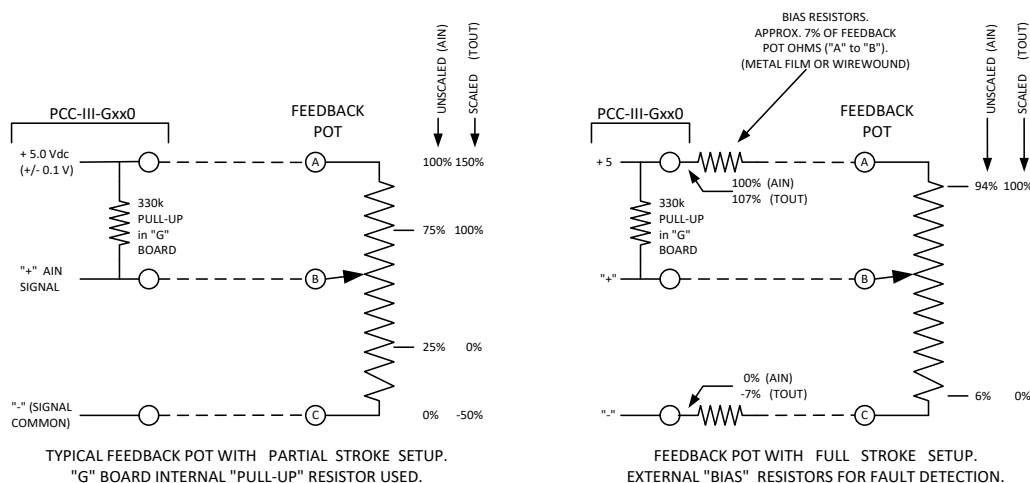 PCC-III-Gxx0
FEEDBACK
POT
UNSCALED (AIN)
SCALED (TOUT)
+ 5.0 Vdc
(+/- 0.1 V)
A
100% 150%
330k
PULL-UP
in "G"
BOARD
75% 100%
"+" AIN
SIGNAL
B
25% 0%
"-" (SIGNAL
COMMON)
C
0% -50%
TYPICAL FEEDBACK POT WITH PARTIAL STROKE SETUP.
"G" BOARD INTERNAL "PULL-UP" RESISTOR USED.
BIAS RESISTORS.
APPROX. 7% OF FEEDBACK
POT OHMS ("A" to "B").
(METAL FILM OR WIREWOUND)
PCC-III-Gxx0
FEEDBACK
POT
UNSCALED (AIN)
SCALED (TOUT)
+ 5
A
100% (AIN)
107% (TOUT)
94% 100%
330k
PULL-UP
in "G"
BOARD
"+"
B
0% (AIN)
-7% (TOUT)
6% 0%
"-"
C
FEEDBACK POT WITH FULL STROKE SETUP.
EXTERNAL "BIAS" RESISTORS FOR FAULT DETECTION.